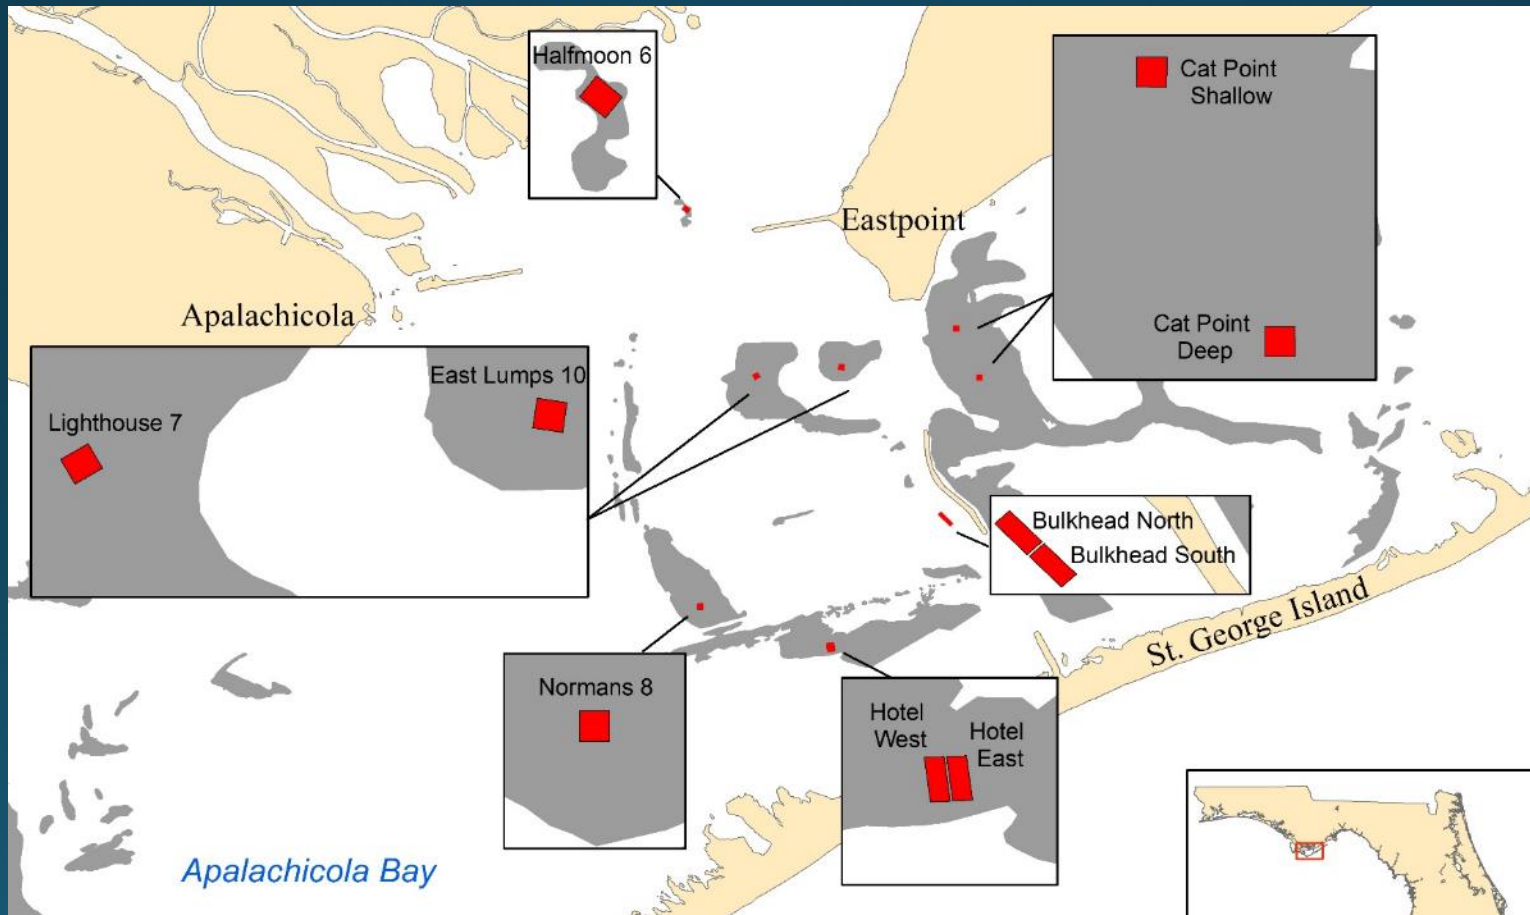 Halfmoon 6
Cat Point
Shallow
Eastpoint
Apalachicola
Cat Point
Deep
East Lumps 10
Lighthouse 7
Bulkhead North
Bulkhead South
St. George Island
Normans 8
Hotel
West
Hotel
East
Apalachicola Bay